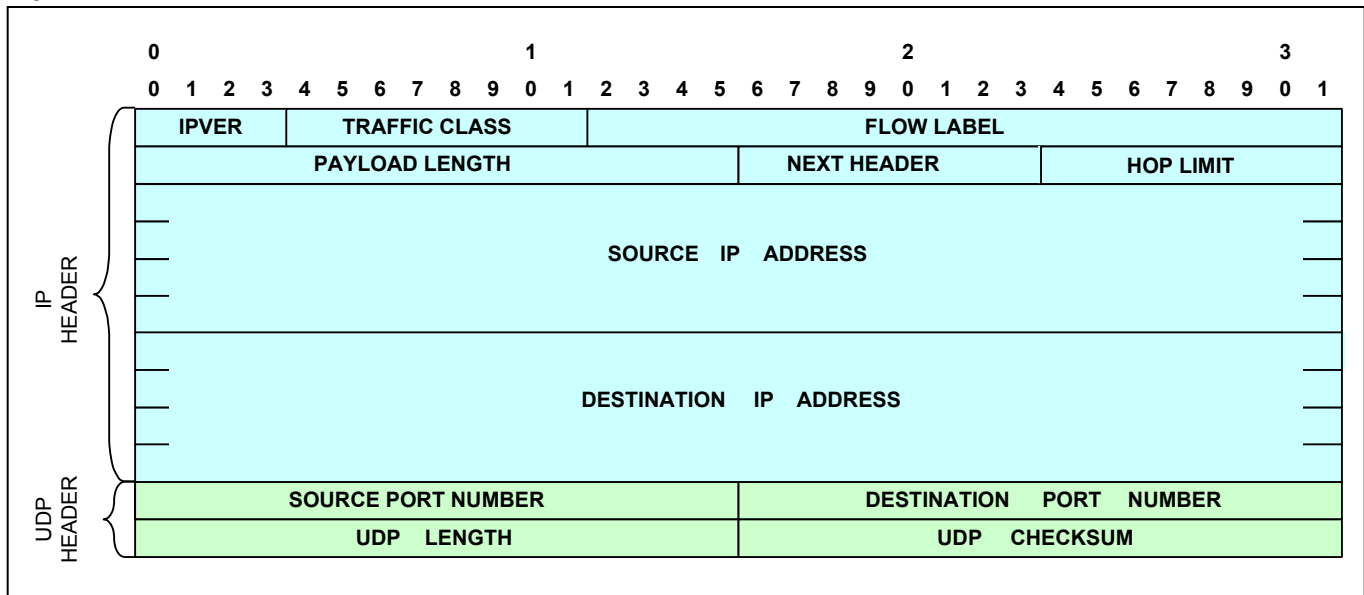 0 1 2 3
0 1 2 3 4 5 6 7 8 9 0 1 2 3 4 5 6 7 8 9 0 1 2 3 4 5 6 7 8 9 0 1
IPVER TRAFFIC CLASS FLOW LABEL
PAYLOAD LENGTH NEXT HEADER HOP LIMIT
SOURCE IP ADDRESS
IP
HEADER
DESTINATION IP ADDRESS
UDP
HEADER
SOURCE PORT NUMBER DESTINATION PORT NUMBER
UDP LENGTH UDP CHECKSUM